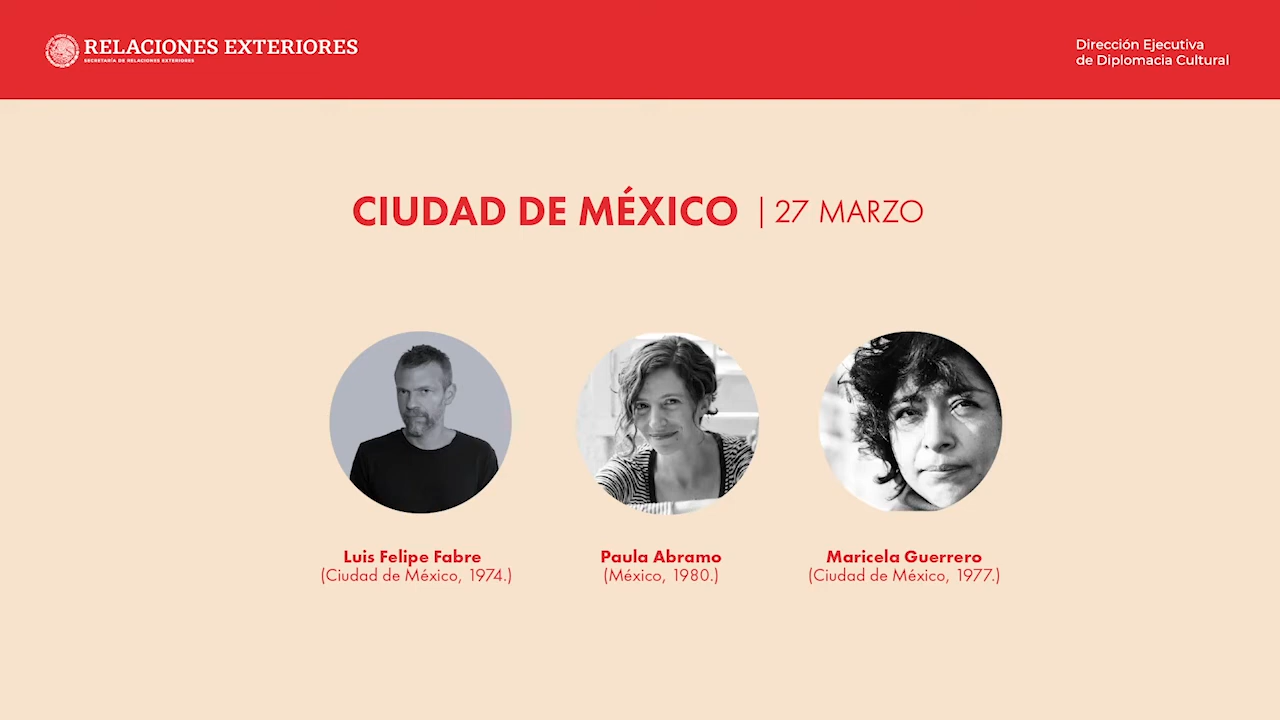 RELACIONES EXTERIORES
SECRETARÍA DE RELACIONES EXTERIORES
Dirección Ejecutiva
de Diplomacia Cultural
CIUDAD DE MÉXICO | 27 MARZO
Luis Felipe Fabre
(Ciudad de México, 1974.)
Paula Abramo
(México, 1980.)
Maricela Guerrero
(Ciudad de México, 1977.)